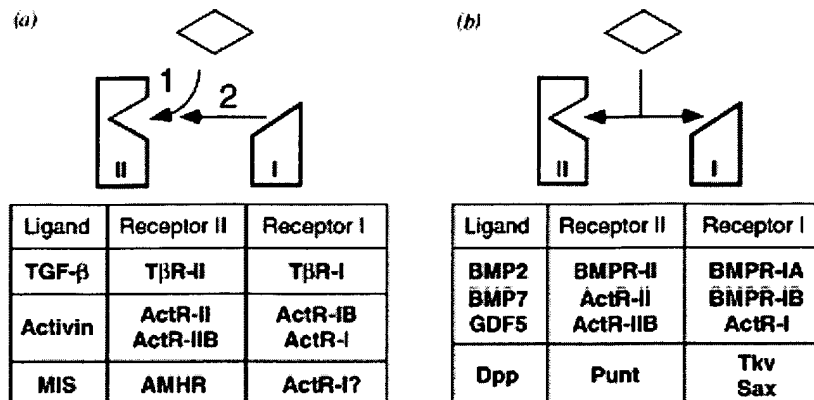 (a)
1
2
II
I
Ligand Receptor II Receptor I
TGF-β TβR-II TβR-I
Activin ActR-II ActR-IB
ActR-IIB ActR-I
MIS AMHR ActR-I?
(b)
II
I
Ligand Receptor II Receptor I
BMP2 BMPR-II BMPR-IA
BMP7 ActR-II BMPR-IB
GDF5 ActR-IIB ActR-I
Dpp Punt Tkv
Sax